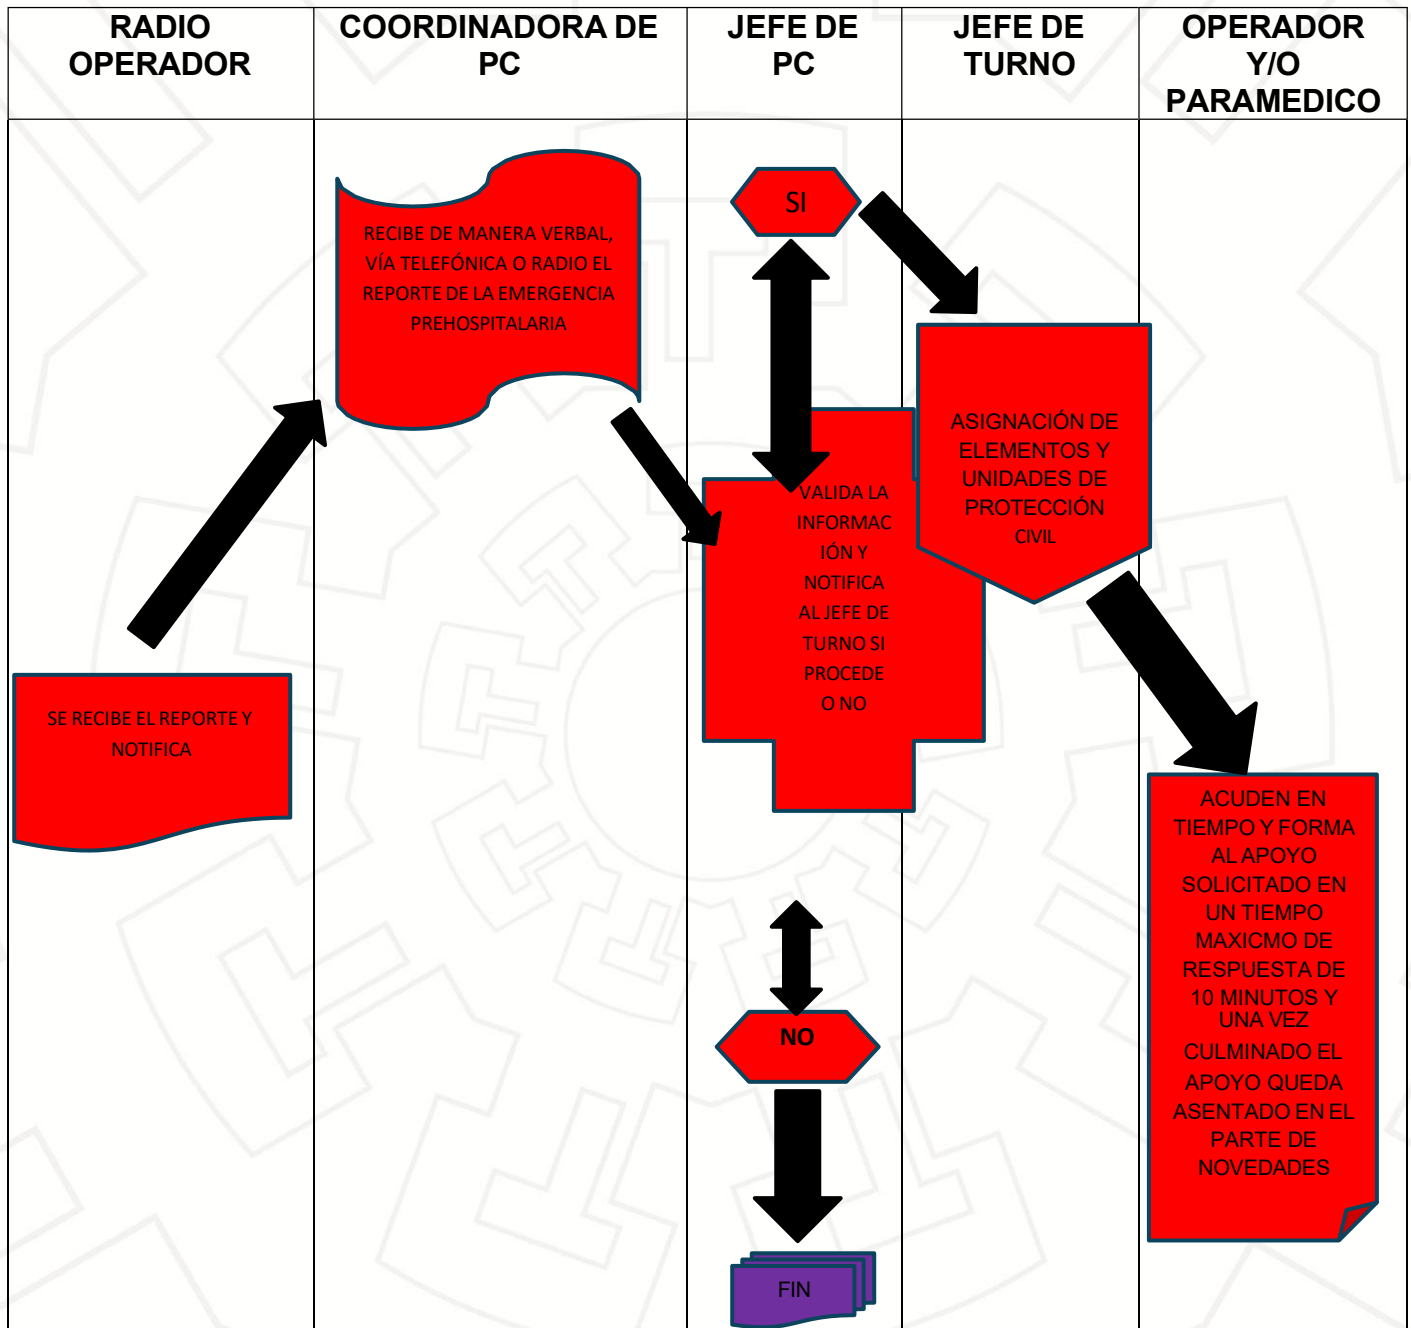 RADIO
OPERADOR
COORDINADORA DE
PC
JEFE DE
PC
JEFE DE
TURNO
OPERADOR
Y/O
PARAMEDICO
SE RECIBE EL REPORTE Y
NOTIFICA
RECIBE DE MANERA VERBAL,
VÍA TELEFÓNICA O RADIO EL
REPORTE DE LA EMERGENCIA
PREHOSPITALARIA
SI
VALIDA LA
INFORMAC
IÓN Y
NOTIFICA
AL JEFE DE
TURNO SI
PROCEDE
O NO
NO
FIN
ASIGNACIÓN DE
ELEMENTOS Y
UNIDADES DE
PROTECCIÓN
CIVIL
ACUDEN EN
TIEMPO Y FORMA
AL APOYO
SOLICITADO EN
UN TIEMPO
MAXICMO DE
RESPUESTA DE
10 MINUTOS Y
UNA VEZ
CULMINADO EL
APOYO QUEDA
ASENTADO EN EL
PARTE DE
NOVEDADES